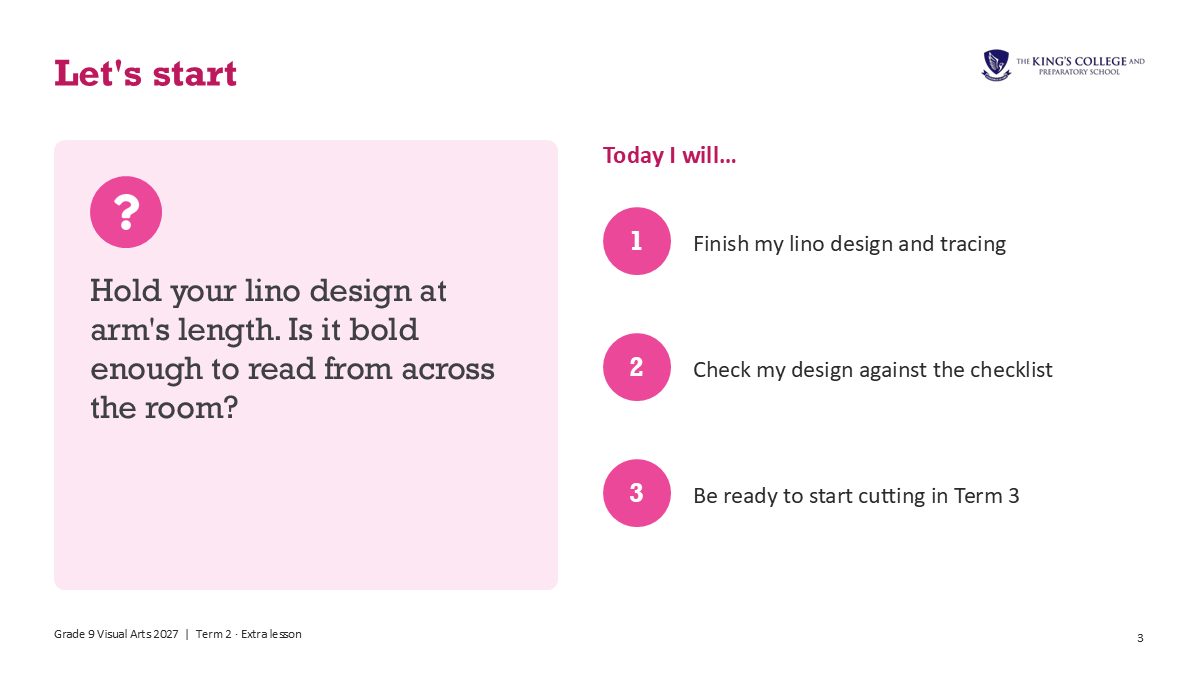 Let's start
THE KING'S COLLEGE AND
PREPARATORY SCHOOL
?
Hold your lino design at
arm's length. Is it bold
enough to read from across
the room?
Today I will...
1
Finish my lino design and tracing
2
Check my design against the checklist
3
Be ready to start cutting in Term 3
Grade 9 Visual Arts 2027 | Term 2 · Extra lesson
3